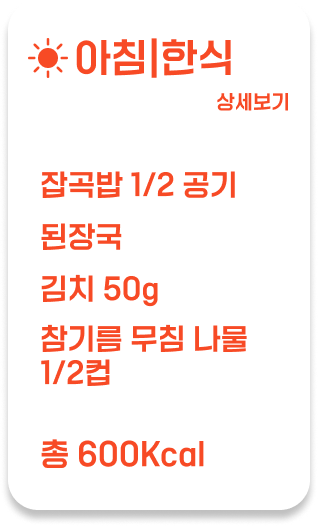 아침|한식
상세보기
잡곡밥 1/2 공기
된장국
김치 50g
참기름 무침 나물
1/2컵
총 600Kcal